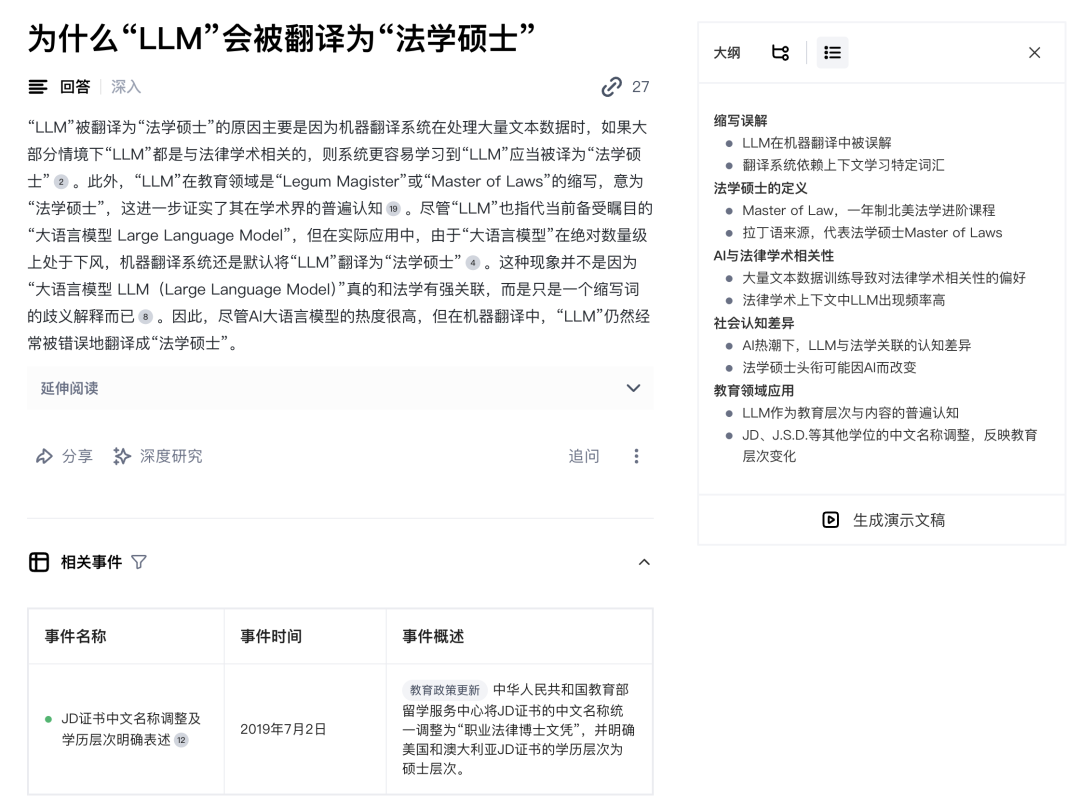 为什么“LLM”会被翻译为“法学硕士”
回答 深入 27
“LLM”被翻译为“法学硕士”的原因主要是因为机器翻译系统在处理大量文本数据时，如果大
部分情境下“LLM”都是与法律学术相关的，则系统更容易学习到“LLM”应当被译为“法学硕
士” 2 。此外，“LLM”在教育领域是“Legum Magister”或“Master of Laws”的缩写，意为
“法学硕士”，这进一步证实了其在学术界的普遍认知 19 。尽管“LLM”也指代当前备受瞩目的
“大语言模型 Large Language Model”，但在实际应用中，由于“大语言模型”在绝对数量级
上处于下风，机器翻译系统还是默认将“LLM”翻译为“法学硕士” 4 。这种现象并不是因为
“大语言模型 LLM（Large Language Model）”真的和法学有强关联，而是只是一个缩写词
的歧义解释而已 8 。因此，尽管AI大语言模型的热度很高，但在机器翻译中，“LLM”仍然经
常被错误地翻译成“法学硕士”。
延伸阅读
分享 深度研究 追问
相关事件
事件名称 事件时间 事件概述
JD证书中文名称调整及
学历层次明确表述 12
2019年7月2日
教育政策更新 中华人民共和国教育部
留学服务中心将JD证书的中文名称统
一调整为“职业法律博士文凭”，并明确
美国和澳大利亚JD证书的学历层次为
硕士层次。
大纲
缩写误解
LLM在机器翻译中被误解
翻译系统依赖上下文学习特定词汇
法学硕士的定义
Master of Law，一年制北美法学进阶课程
拉丁语来源，代表法学硕士Master of Laws
AI与法律学术相关性
大量文本数据训练导致对法律学术相关性的偏好
法律学术上下文中LLM出现频率高
社会认知差异
AI热潮下，LLM与法学关联的认知差异
法学硕士头衔可能因AI而改变
教育领域应用
LLM作为教育层次与内容的普遍认知
JD、J.S.D.等其他学位的中文名称调整，反映教育
层次变化
生成演示文稿